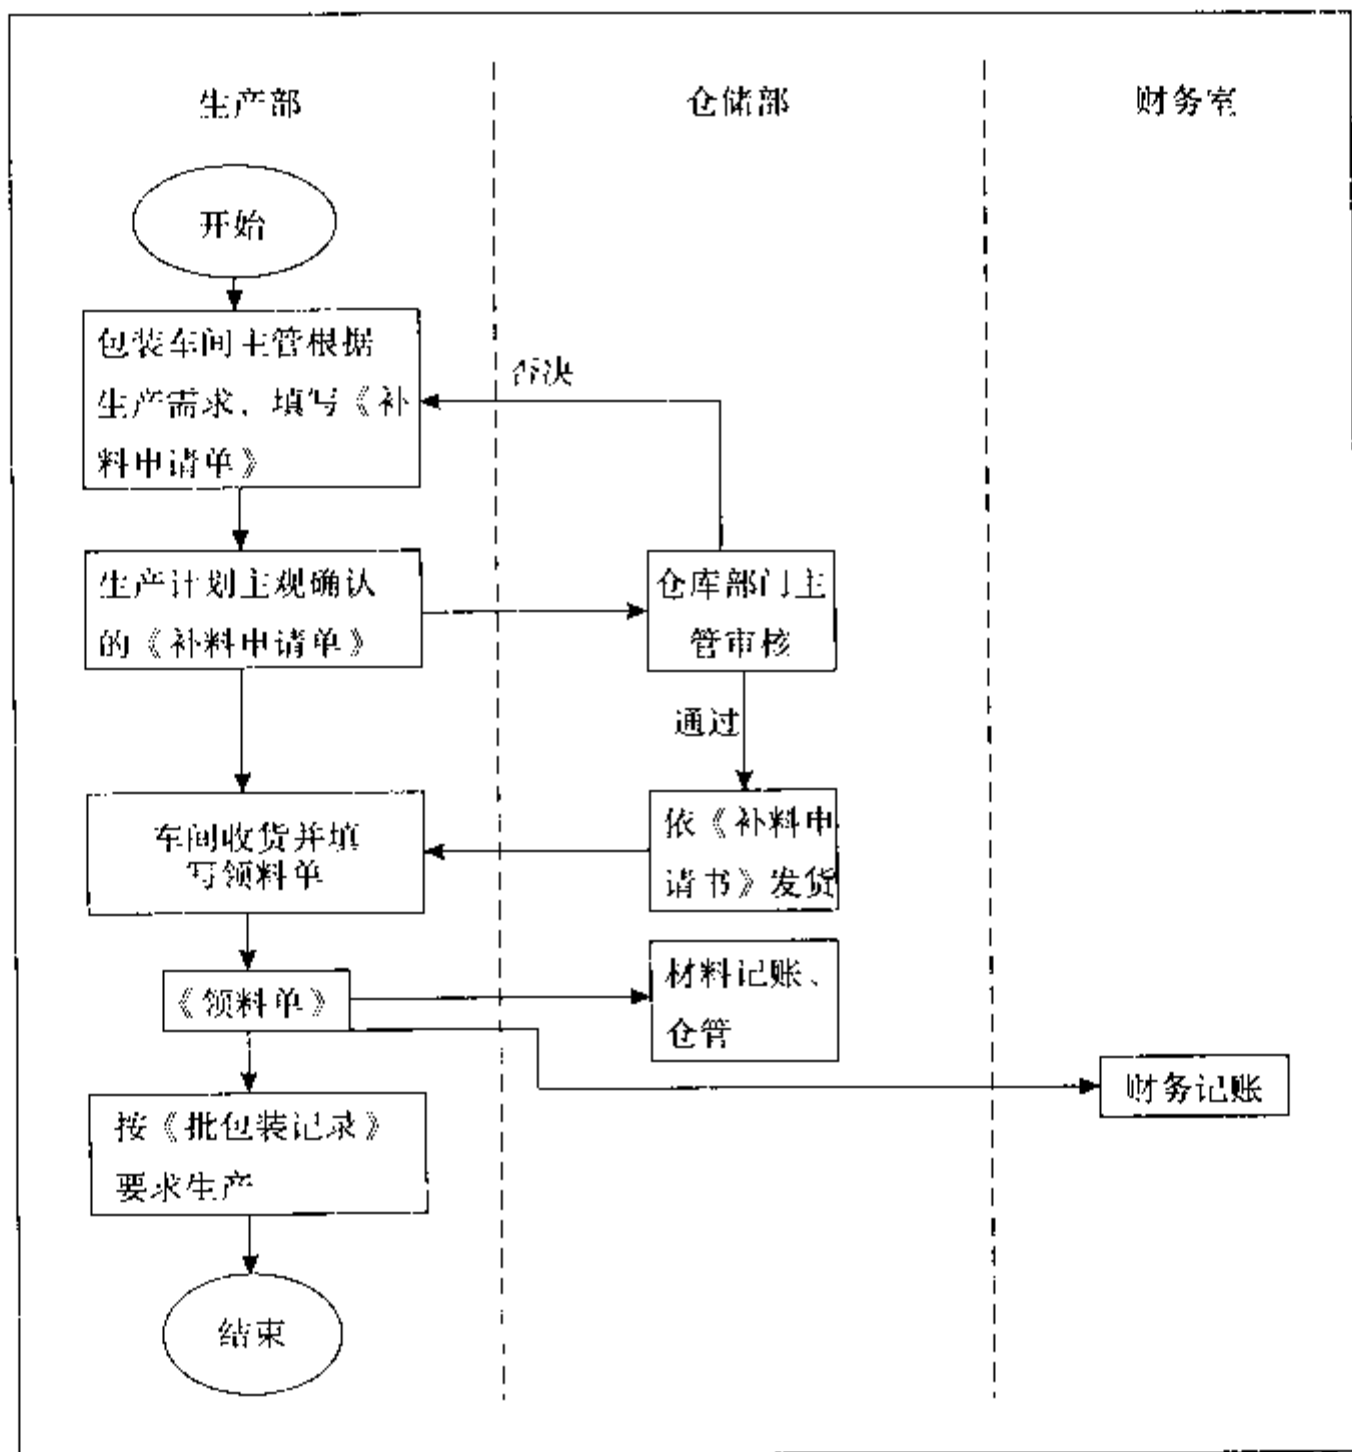 生产部
仓储部
财务室
开始
包装车间主管根据
生产需求、填写《补
料申请单》
否决
生产计划主观确认
的《补料申请单》
仓库部门主
管审核
通过
车间收货并填
写领料单
依《补料申
请书》发货
《领料单》
材料记账、
仓管
财务记账
按《批包装记录》
要求生产
结束